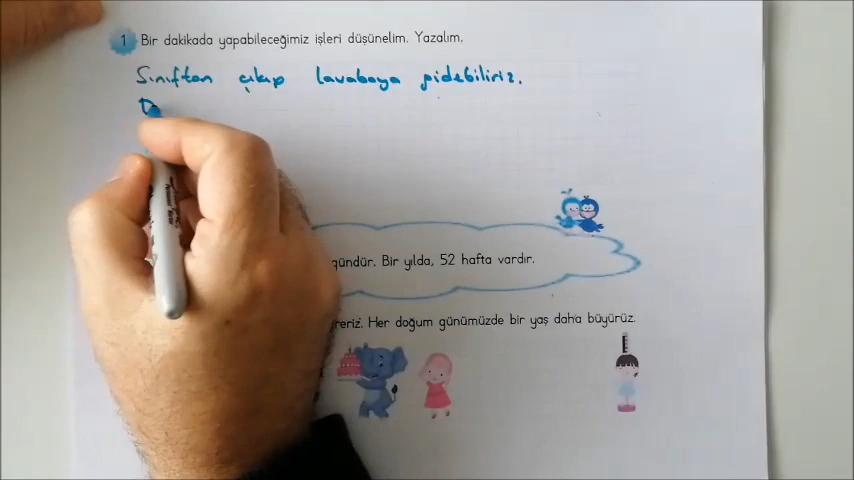 1 Bir dakikada yapabileceğimiz işleri düşünelim. Yazalım.
Sınıftan çıkıp lavaboya gidebiliriz.
D
gündür. Bir yılda, 52 hafta vardır.
Her doğum günümüzde bir yaş daha büyürüz.